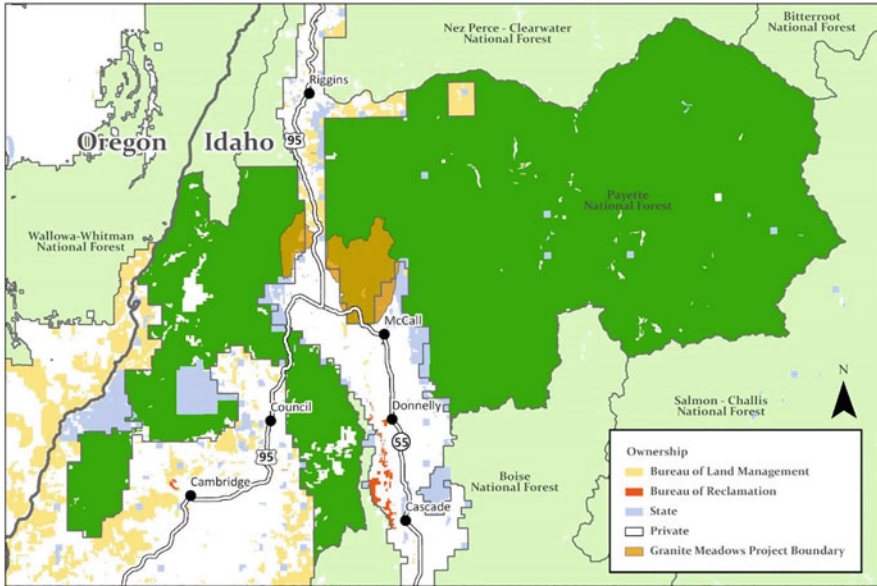 Nez Perce - Clearwater
National Forest
Bitterroot
National Forest
Riggins
Oregon
Idaho
95
Payette
National Forest
Wallowa-Whitman
National Forest
McCall
N
Salmon - Challis
National Forest
Council
Donnelly
55
95
Boise
National Forest
Cambridge
Cascade
Ownership
Bureau of Land Management
Bureau of Reclamation
State
Private
Granite Meadows Project Boundary